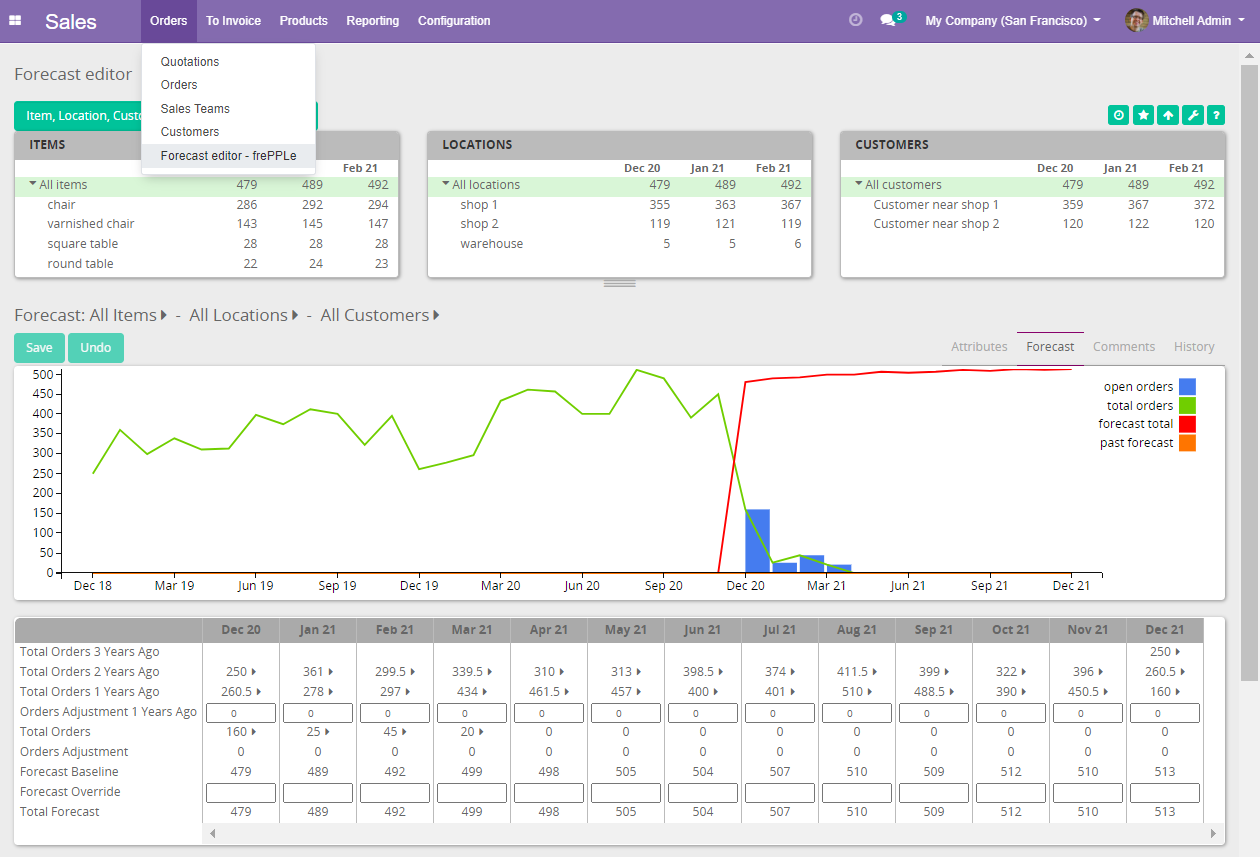 Sales Orders To Invoice Products Reporting Configuration 3 My Company (San Francisco) Mitchell Admin
Quotations
Orders
Sales Teams
Customers
Forecast editor - frePPLe
Forecast editor
Item, Location, Custo
?
ITEMS
Feb 21
All items 479 489 492
chair 286 292 294
varnished chair 143 145 147
square table 28 28 28
round table 22 24 23
LOCATIONS
Dec 20 Jan 21 Feb 21
All locations 479 489 492
shop 1 355 363 367
shop 2 119 121 119
warehouse 5 5 6
CUSTOMERS
Dec 20 Jan 21 Feb 21
All customers 479 489 492
Customer near shop 1 359 367 372
Customer near shop 2 120 122 120
Forecast: All Items - All Locations - All Customers
Save Undo
Attributes Forecast Comments History
500
450
400
350
300
250
200
150
100
50
0
Dec 18 Mar 19 Jun 19 Sep 19 Dec 19 Mar 20 Jun 20 Sep 20 Dec 20 Mar 21 Jun 21 Sep 21 Dec 21
open orders
total orders
forecast total
past forecast
Dec 20 Jan 21 Feb 21 Mar 21 Apr 21 May 21 Jun 21 Jul 21 Aug 21 Sep 21 Oct 21 Nov 21 Dec 21
Total Orders 3 Years Ago 250
Total Orders 2 Years Ago 250 361 299.5 339.5 310 313 398.5 374 411.5 399 322 396 260.5
Total Orders 1 Years Ago 260.5 278 297 434 461.5 457 400 401 510 488.5 390 450.5 160
Orders Adjustment 1 Years Ago 0 0 0 0 0 0 0 0 0 0 0 0 0
Total Orders 160 25 45 20 0 0 0 0 0 0 0 0 0
Orders Adjustment 0 0 0 0 0 0 0 0 0 0 0 0 0
Forecast Baseline 479 489 492 499 498 505 504 507 510 509 512 510 513
Forecast Override
Total Forecast 479 489 492 499 498 505 504 507 510 509 512 510 513